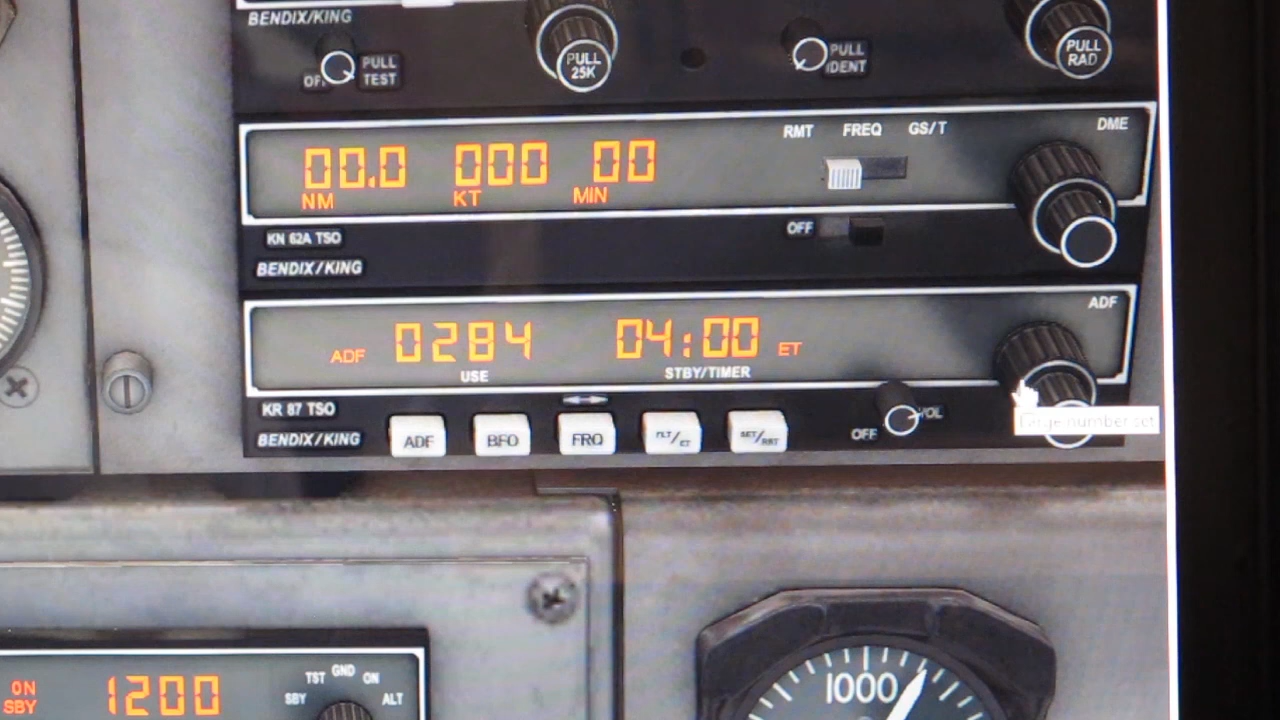 BENDIX/KING
OFF PULL TEST
PULL 25K
PULL IDENT
PULL RAD
RMT FREQ GS/T DME
00.0 000 00
NM KT MIN
OFF
KN 62A TSO
BENDIX/KING
ADF
ADF 0284 04:00 ET
USE STBY/TIMER
KR 87 TSO
BENDIX/KING
ADF BFO FRQ FLT/ET SET/RST
OFF VOL
Large number set
ON
SBY
1200
SBY TST GND ON ALT
1000